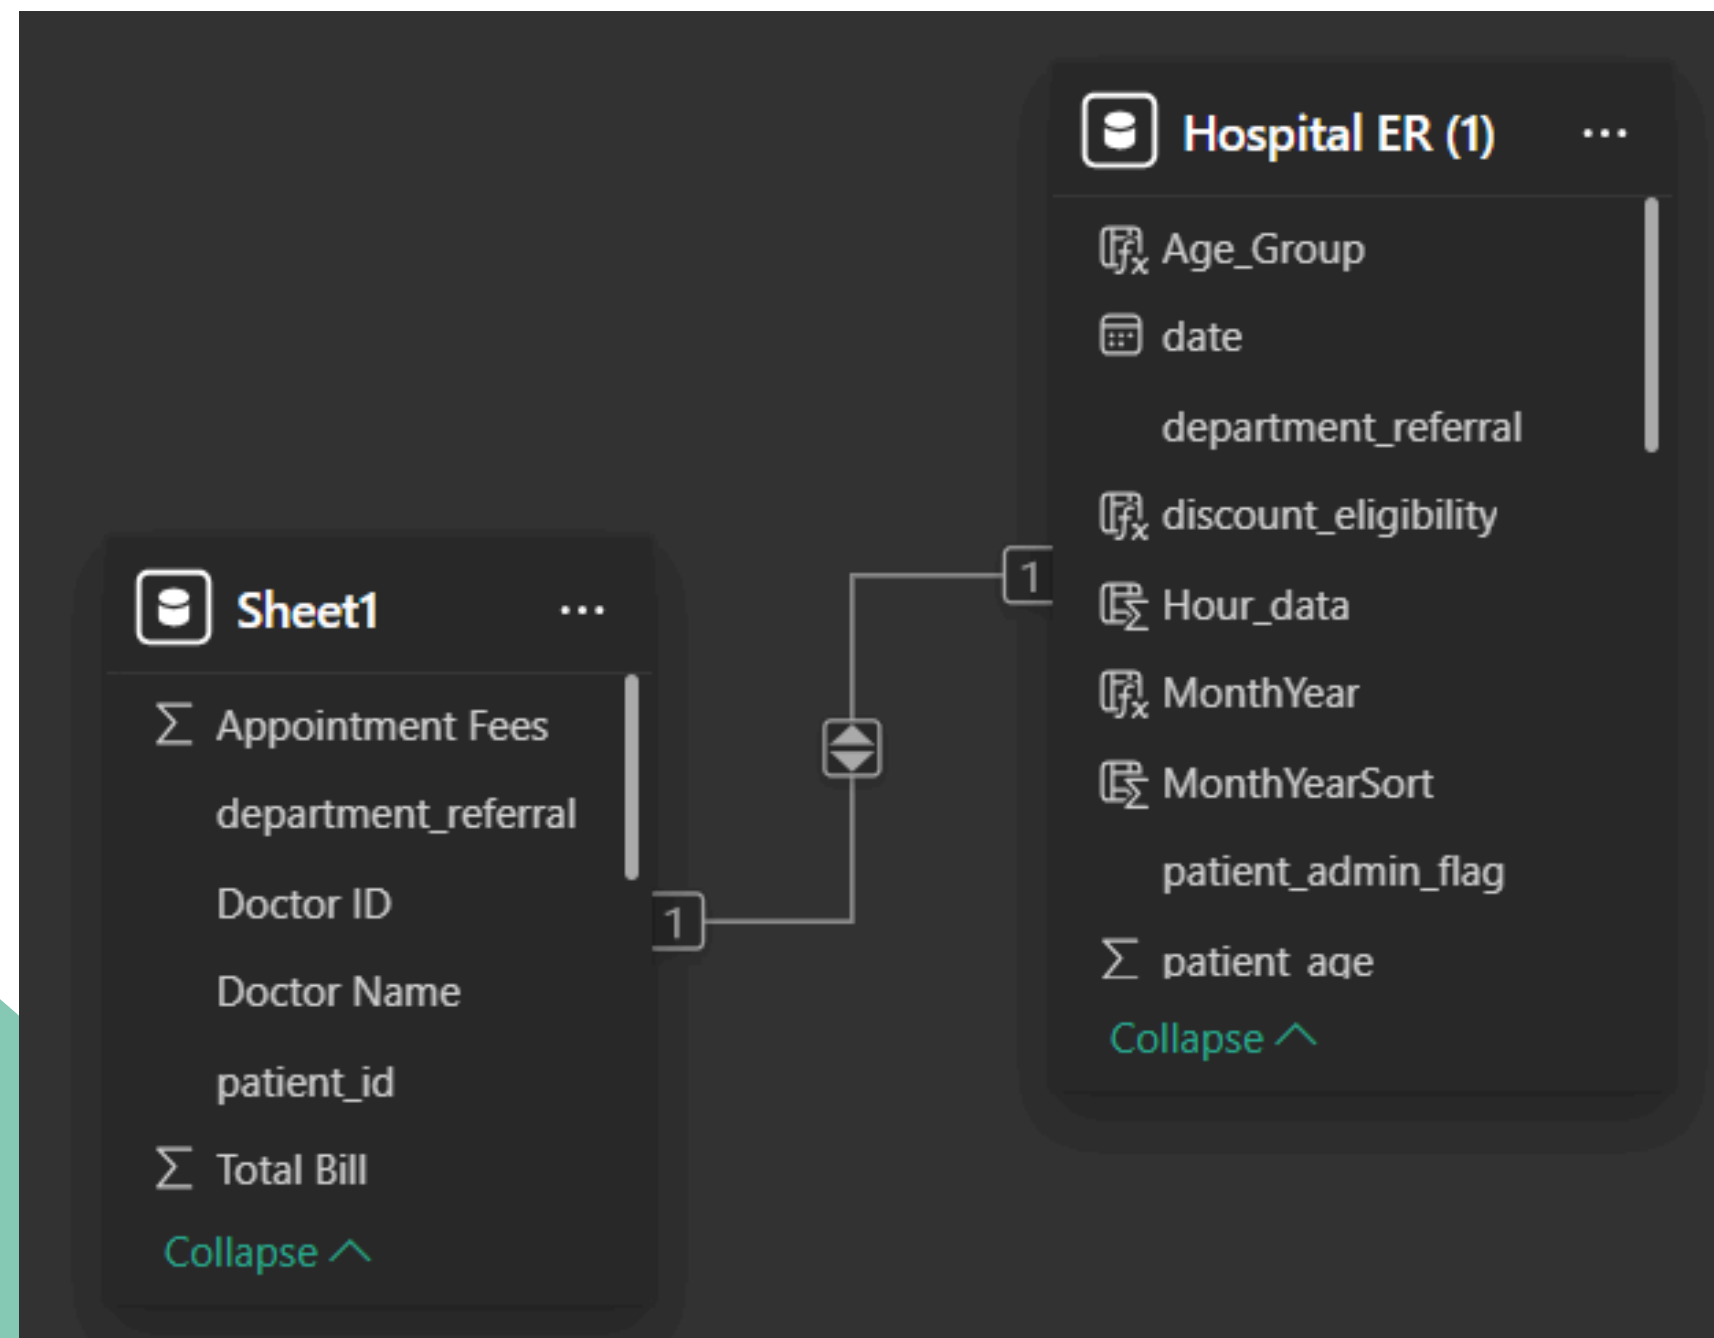 Hospital ER (1)
Age_Group
date
department_referral
discount_eligibility
Hour_data
MonthYear
MonthYearSort
patient_admin_flag
patient_age
Collapse
1
1
Sheet1
Appointment Fees
department_referral
Doctor ID
Doctor Name
patient_id
Total Bill
Collapse